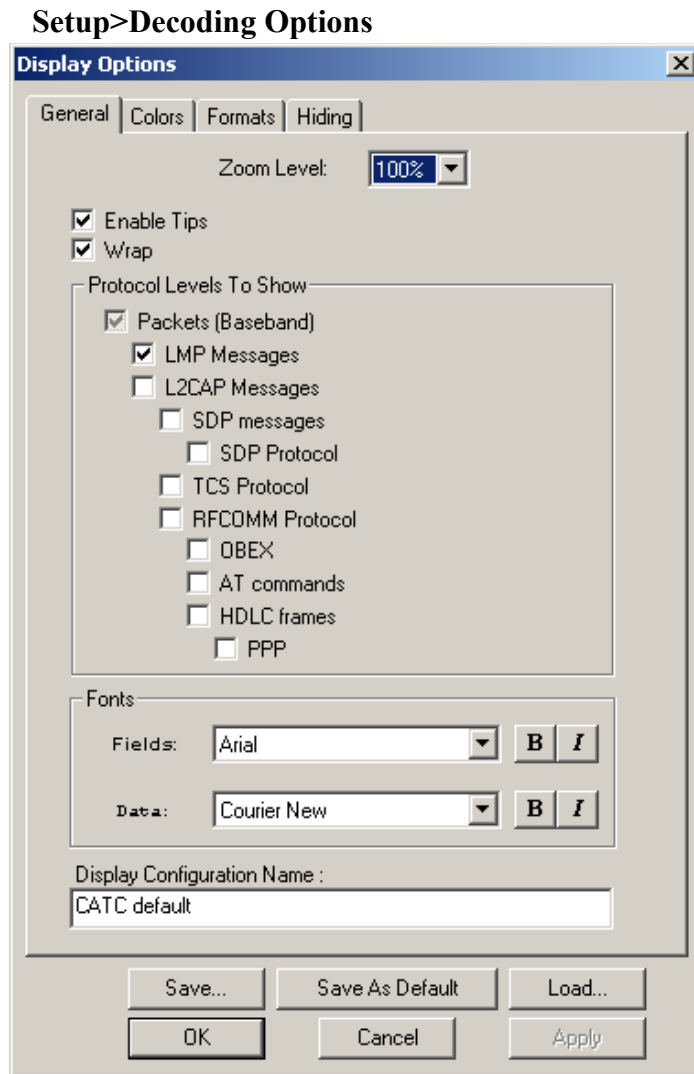 Setup>Decoding Options
Display Options
General Colors Formats Hiding
Zoom Level: 100%
Enable Tips
Wrap
Protocol Levels To Show
Packets (Baseband)
LMP Messages
L2CAP Messages
SDP messages
SDP Protocol
TCS Protocol
RFCOMM Protocol
OBEX
AT commands
HDLC frames
PPP
Fonts
Fields: Arial B I
Data: Courier New B I
Display Configuration Name :
CATC default
Save... Save As Default Load...
OK Cancel Apply